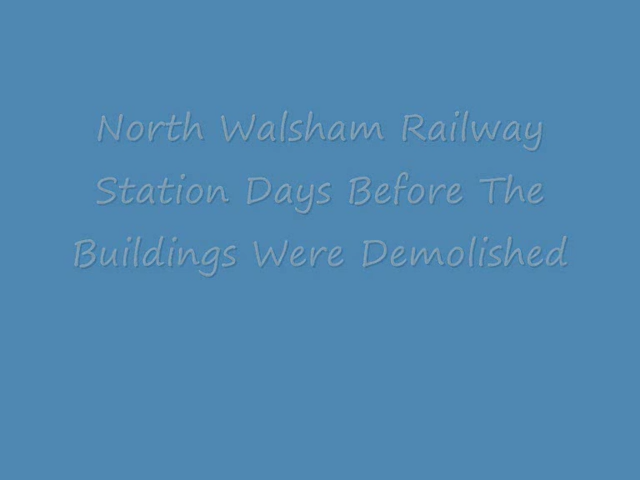 North Walsham Railway
Station Days Before The
Buildings Were Demolished